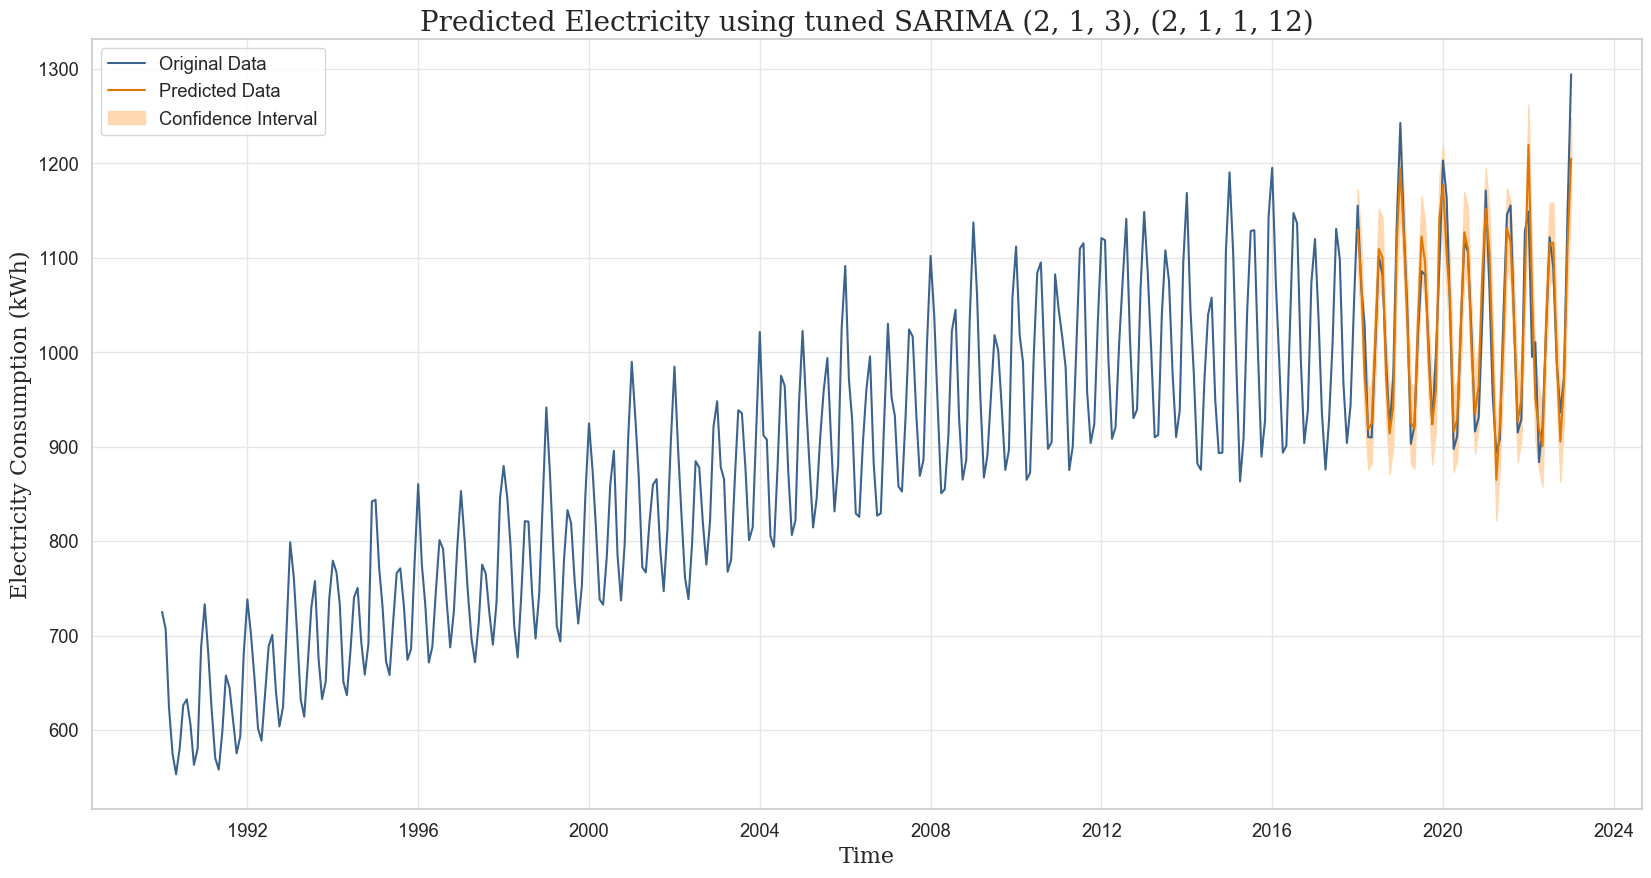 Predicted Electricity using tuned SARIMA (2, 1, 3), (2, 1, 1, 12)
Original Data
Predicted Data
Confidence Interval
Electricity Consumption (kWh)
1300
1200
1100
1000
900
800
700
600
1992 1996 2000 2004 2008 2012 2016 2020 2024
Time